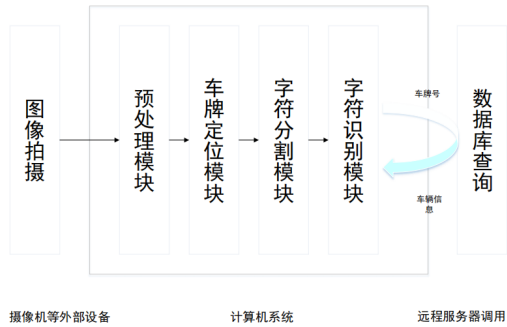 图像拍摄
预处理模块
车牌定位模块
字符分割模块
字符识别模块
车牌号
车辆信
息
数据库查询
摄像机等外部设备
计算机系统
远程服务器调用